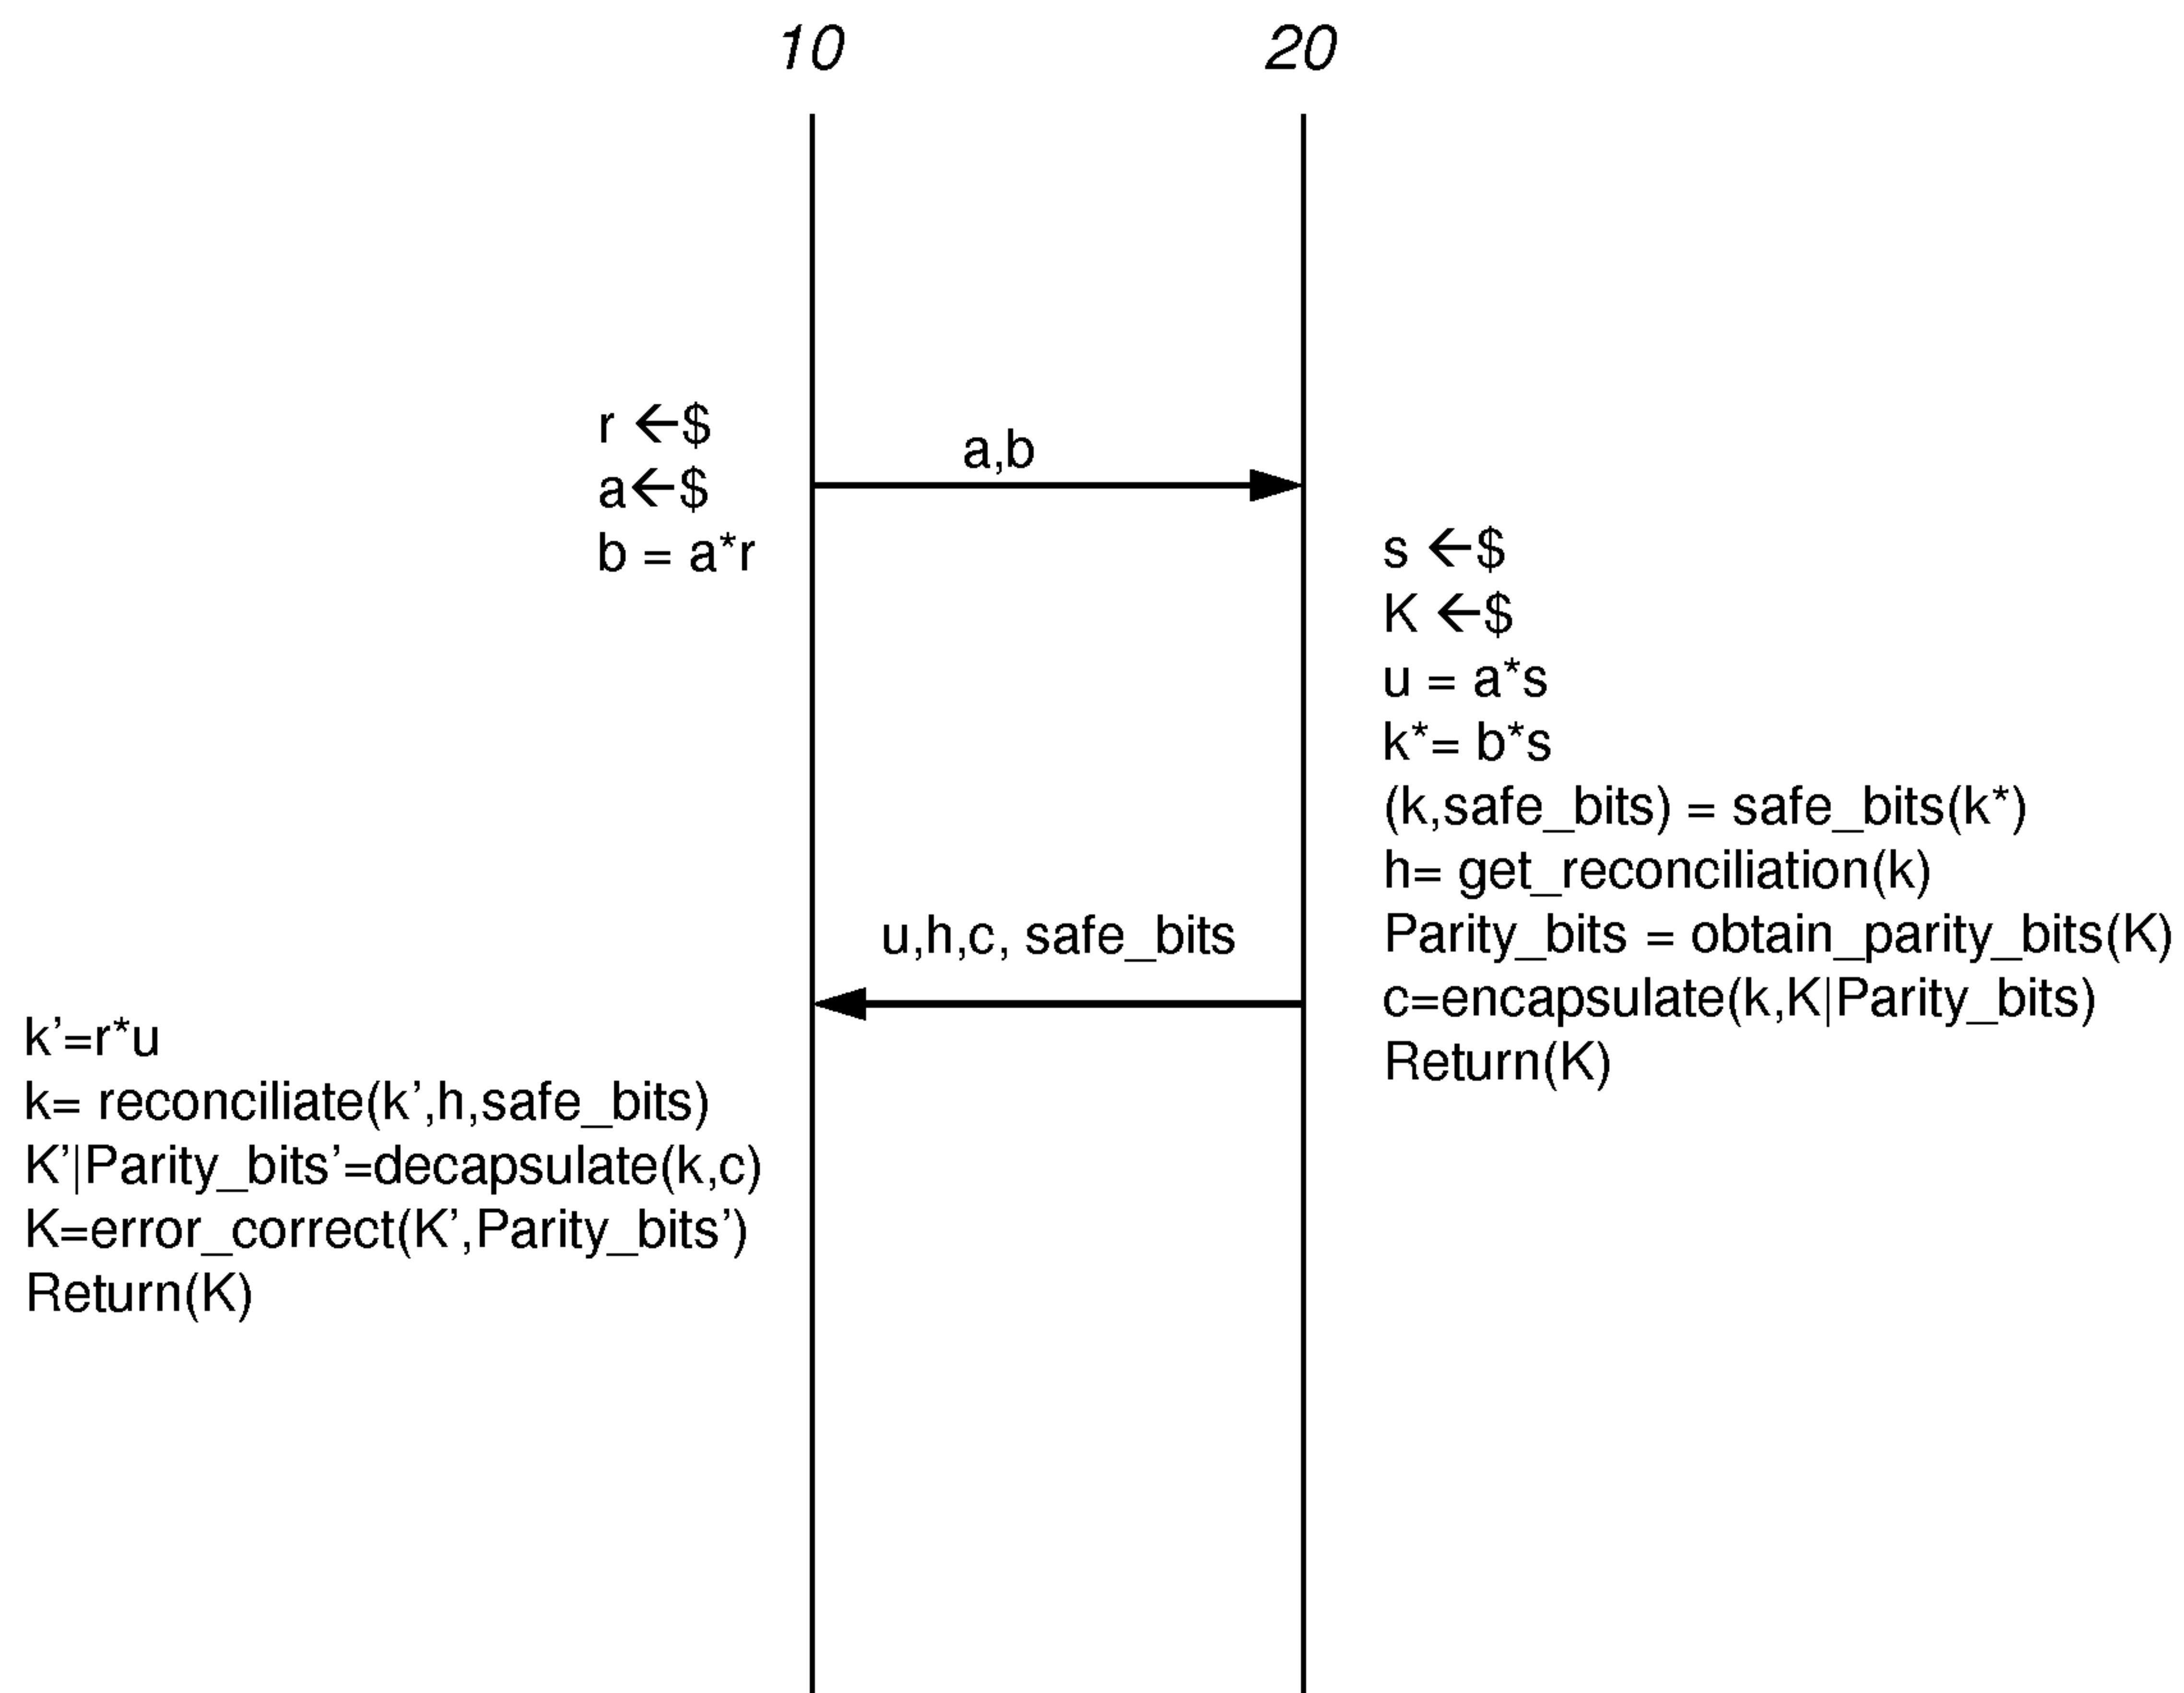 10
20
r ←$
a←$
b = a*r
a,b
s ←$
K ←$
u = a*s
k*= b*s
(k,safe_bits) = safe_bits(k*)
h= get_reconciliation(k)
Parity_bits = obtain_parity_bits(K)
c=encapsulate(k,K|Parity_bits)
Return(K)
u,h,c, safe_bits
k’=r*u
k= reconciliate(k’,h,safe_bits)
K’|Parity_bits’=decapsulate(k,c)
K=error_correct(K’,Parity_bits’)
Return(K)